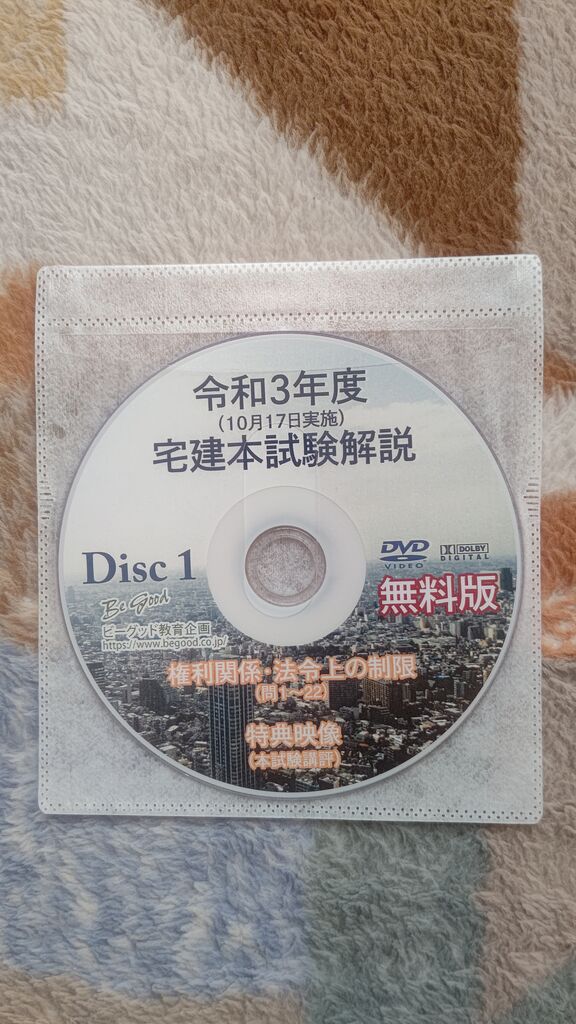 令和3年度
(10月17日実施)
宅建本試験解説
Disc 1
DVD
VIDEO
DOLBY
DIGITAL
無料版
Be Good
ビーグッド教育企画
https://www.begood.co.jp/
権利関係・法令上の制限
(問1～22)
特典映像
(本試験講評)